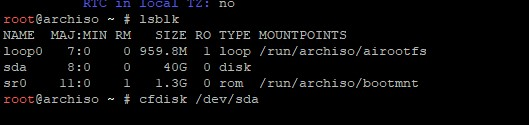 RTC in local TZ: no
root@archiso ~ # lsblk
NAME  MAJ:MIN RM   SIZE RO TYPE MOUNTPOINTS
loop0   7:0    0 959.8M  1 loop /run/archiso/airootfs
sda     8:0    0    40G  0 disk
sr0    11:0    1   1.3G  0 rom  /run/archiso/bootmnt
root@archiso ~ # cfdisk /dev/sda